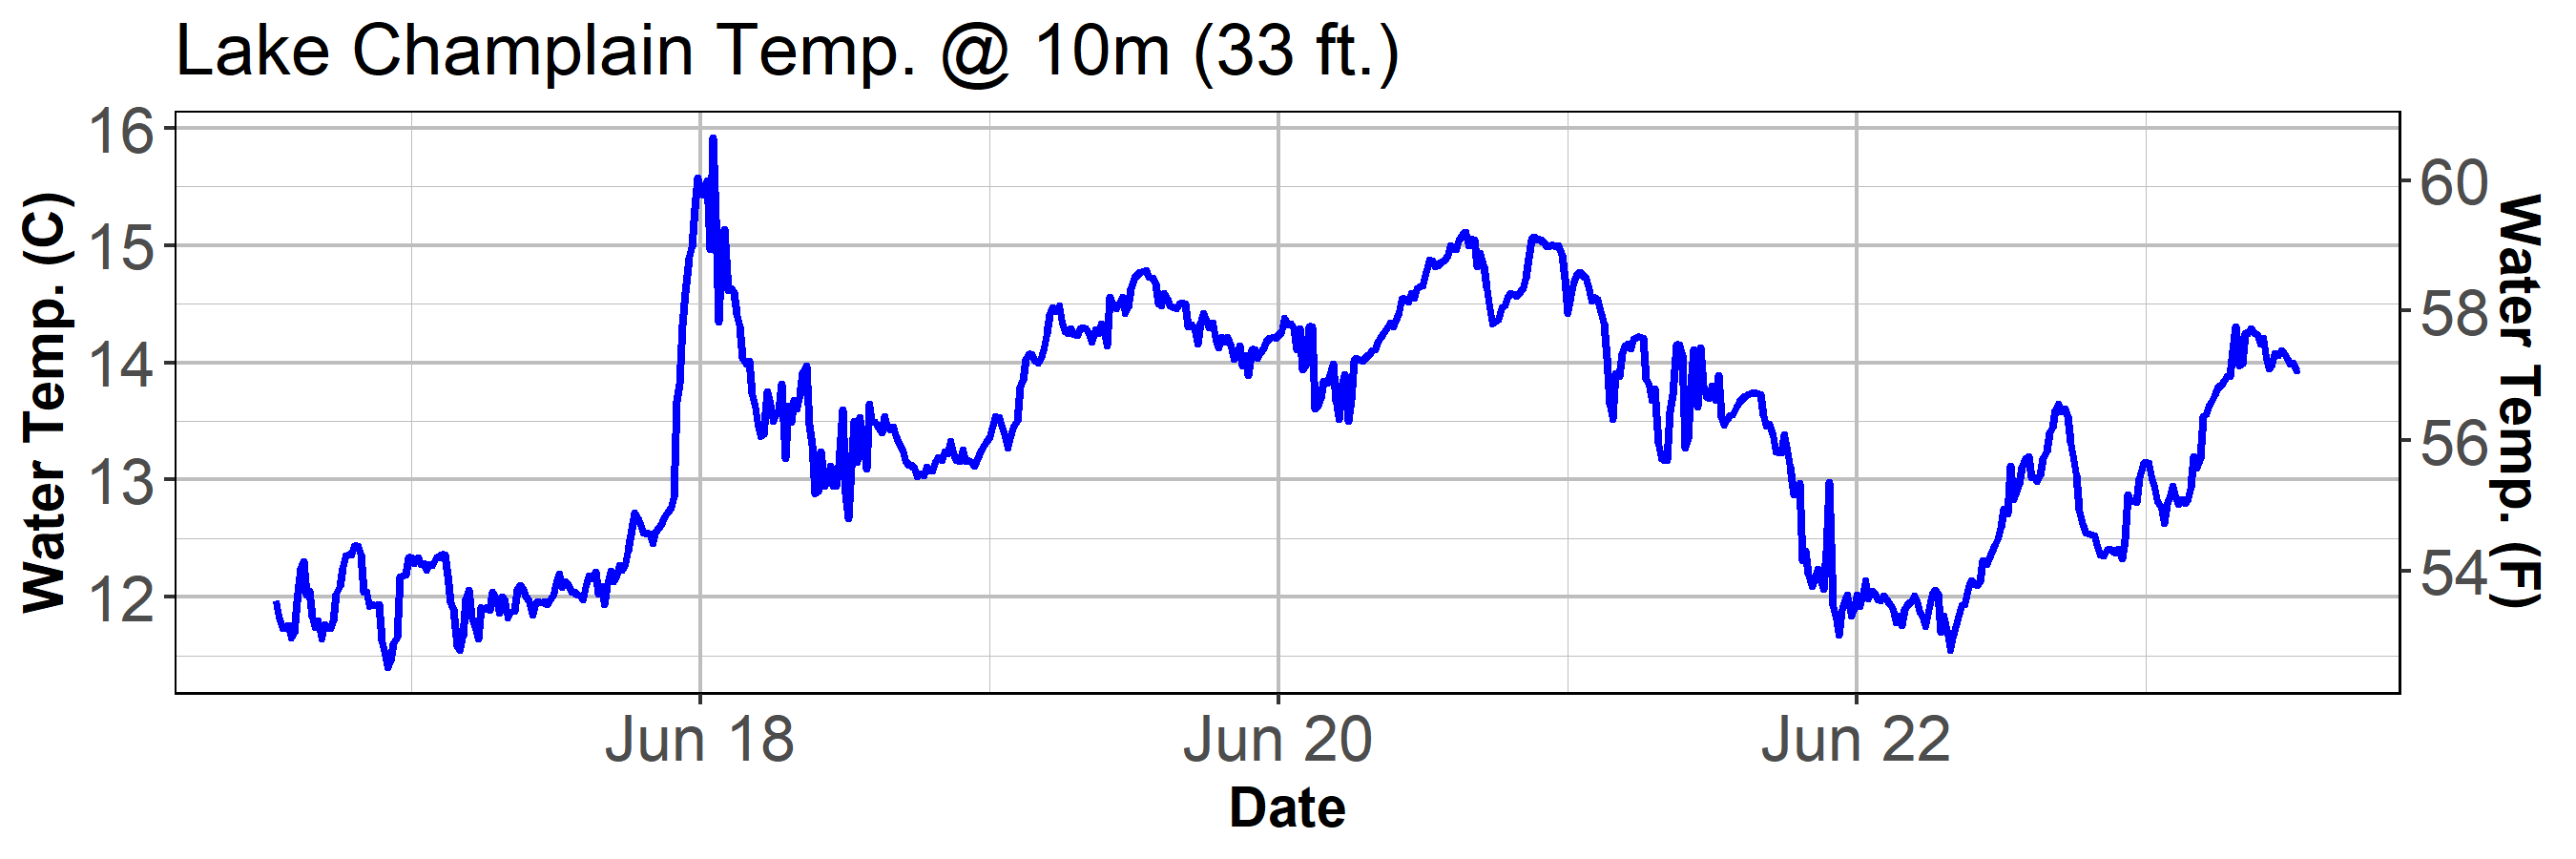 Lake Champlain Temp. @ 10m (33 ft.)
16
15
14
13
12
Water Temp. (C)
60
58
56
54
Water Temp. (F)
Jun 18
Jun 20
Jun 22
Date